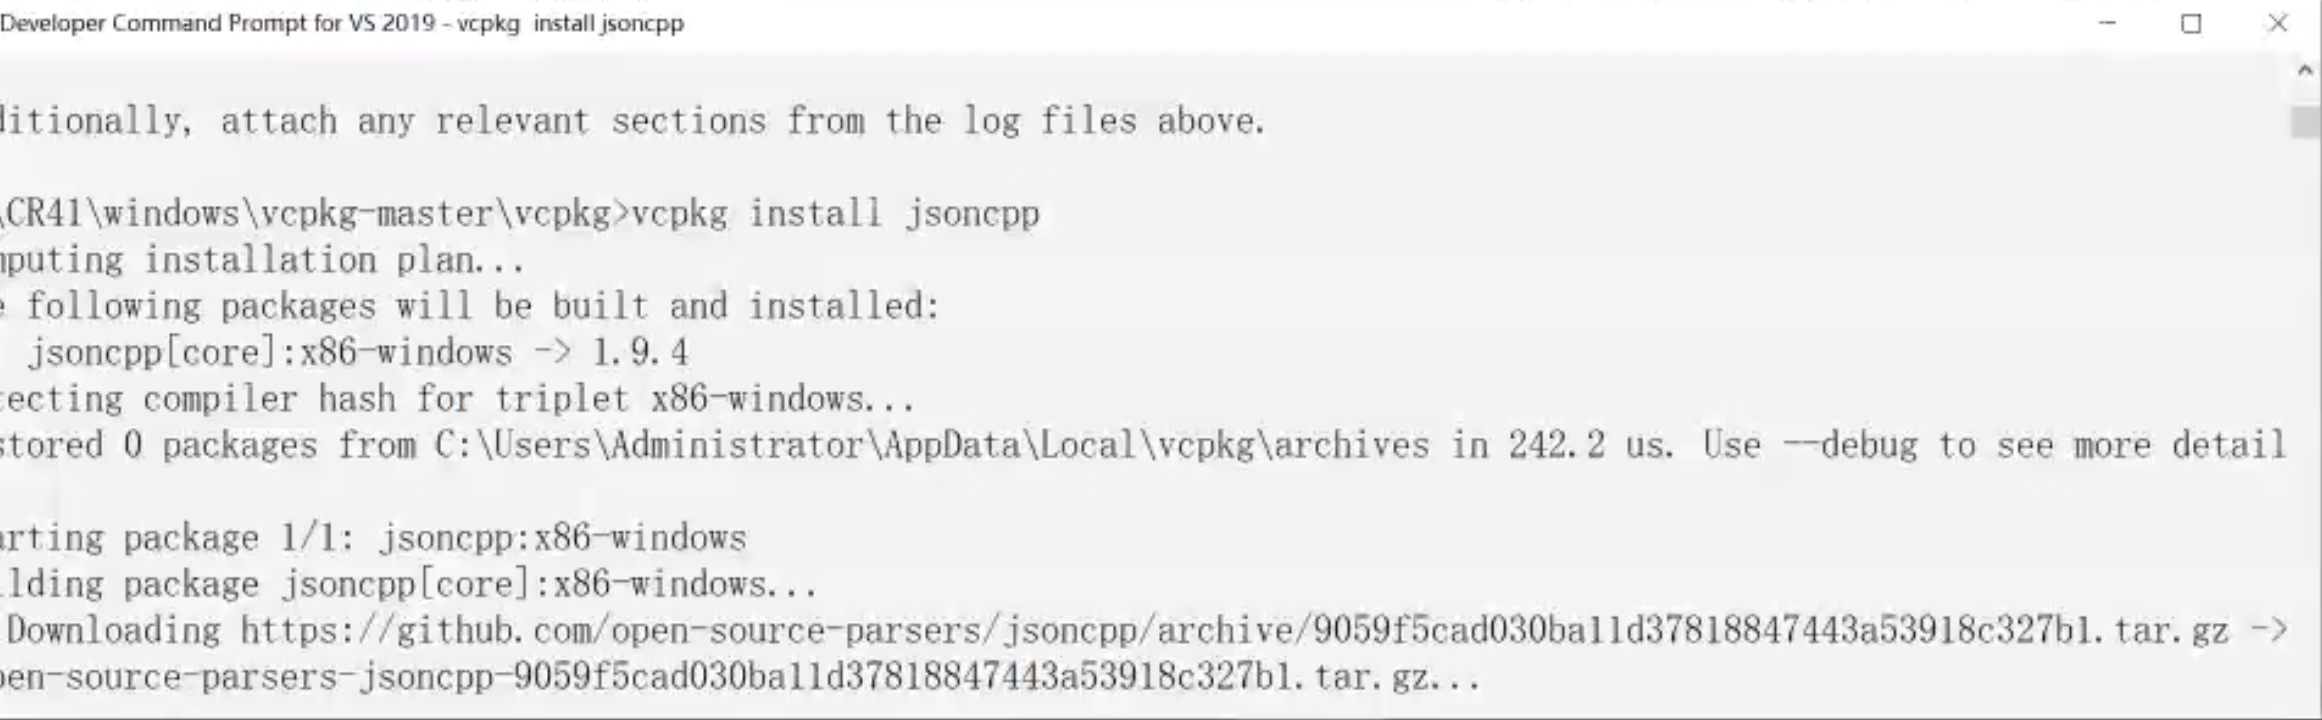 Developer Command Prompt for VS 2019 - vcpkg install jsoncpp
ditionally, attach any relevant sections from the log files above.
\CR41\windows\vcpkg-master\vcpkg>vcpkg install jsoncpp
mputing installation plan...
e following packages will be built and installed:
jsoncpp[core]:x86-windows -> 1.9.4
tecting compiler hash for triplet x86-windows...
stored 0 packages from C:\Users\Administrator\AppData\Local\vcpkg\archives in 242.2 us. Use --debug to see more detail
arting package 1/1: jsoncpp:x86-windows
lding package jsoncpp[core]:x86-windows...
Downloading https://github.com/open-source-parsers/jsoncpp/archive/9059f5cad030ba11d37818847443a53918c327b1.tar.gz ->
pen-source-parsers-jsoncpp-9059f5cad030ba11d37818847443a53918c327b1.tar.gz...